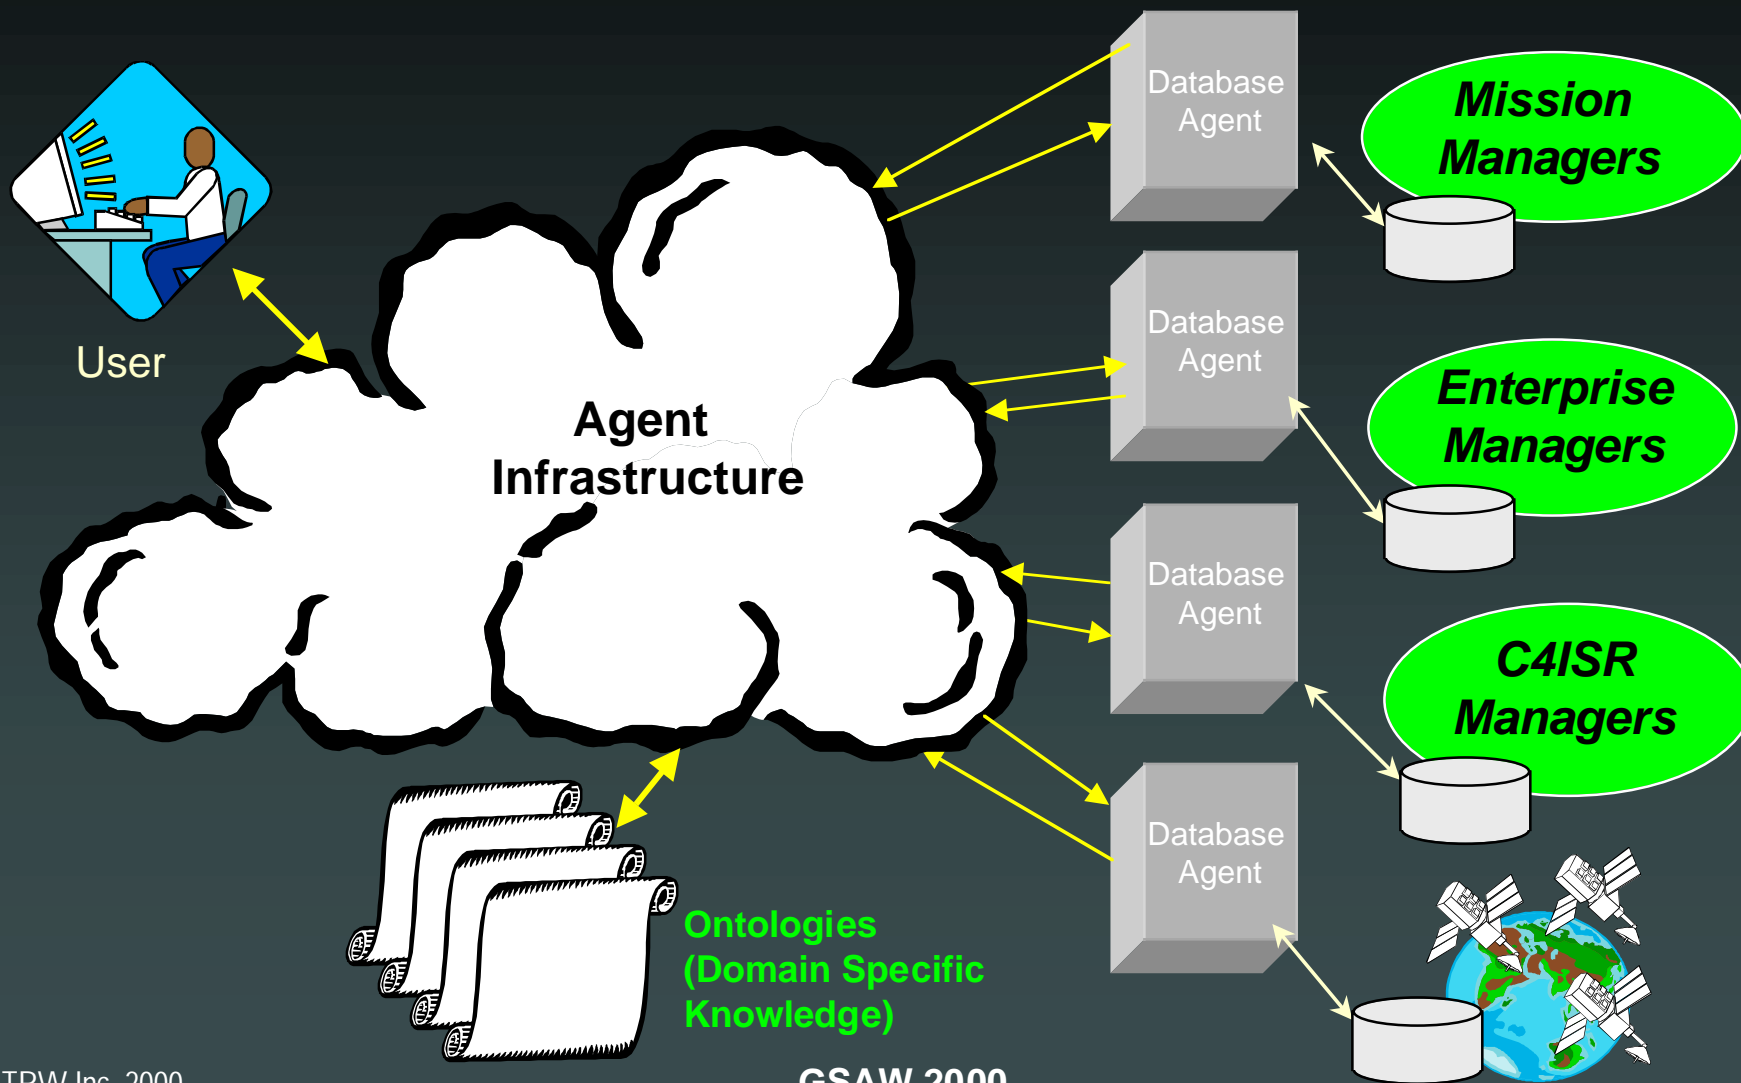 User
Agent
Infrastructure
Database
Agent
Database
Agent
Database
Agent
Database
Agent
Mission
Managers
Enterprise
Managers
C4ISR
Managers
Ontologies
(Domain Specific
Knowledge)
TRW Inc. 2000
GSAW 2000